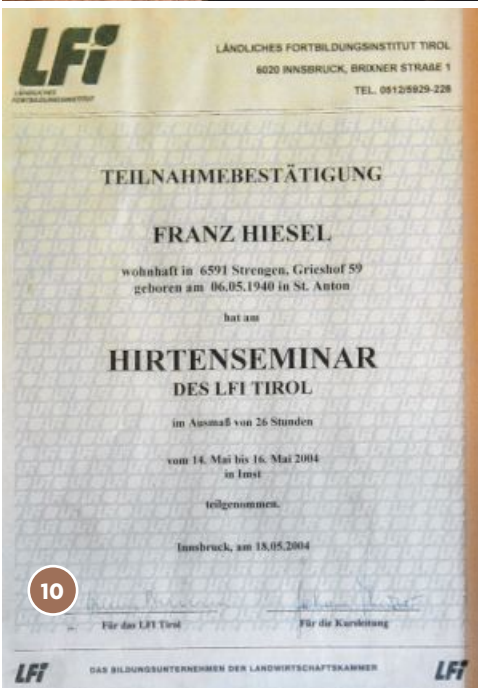 LFi
LÄNDLICHES
FORTBILDUNGSINSTITUT
LÄNDLICHES FORTBILDUNGSINSTITUT TIROL
6020 INNSBRUCK, BRIXNER STRAßE 1
TEL. 0512/5929-228
TEILNAHMEBESTÄTIGUNG
FRANZ HIESEL
wohnhaft in 6591 Strengen, Grieshof 59
geboren am 06.05.1940 in St. Anton
hat am
HIRTENSEMINAR
DES LFI TIROL
im Ausmaß von 26 Stunden
vom 14. Mai bis 16. Mai 2004
in Imst
teilgenommen.
Innsbruck, am 18.05.2004
10
Für das LFI Tirol
Für die Kursleitung
LFi
DAS BILDUNGSUNTERNEHMEN DER LANDWIRTSCHAFTSKAMMER
LFi